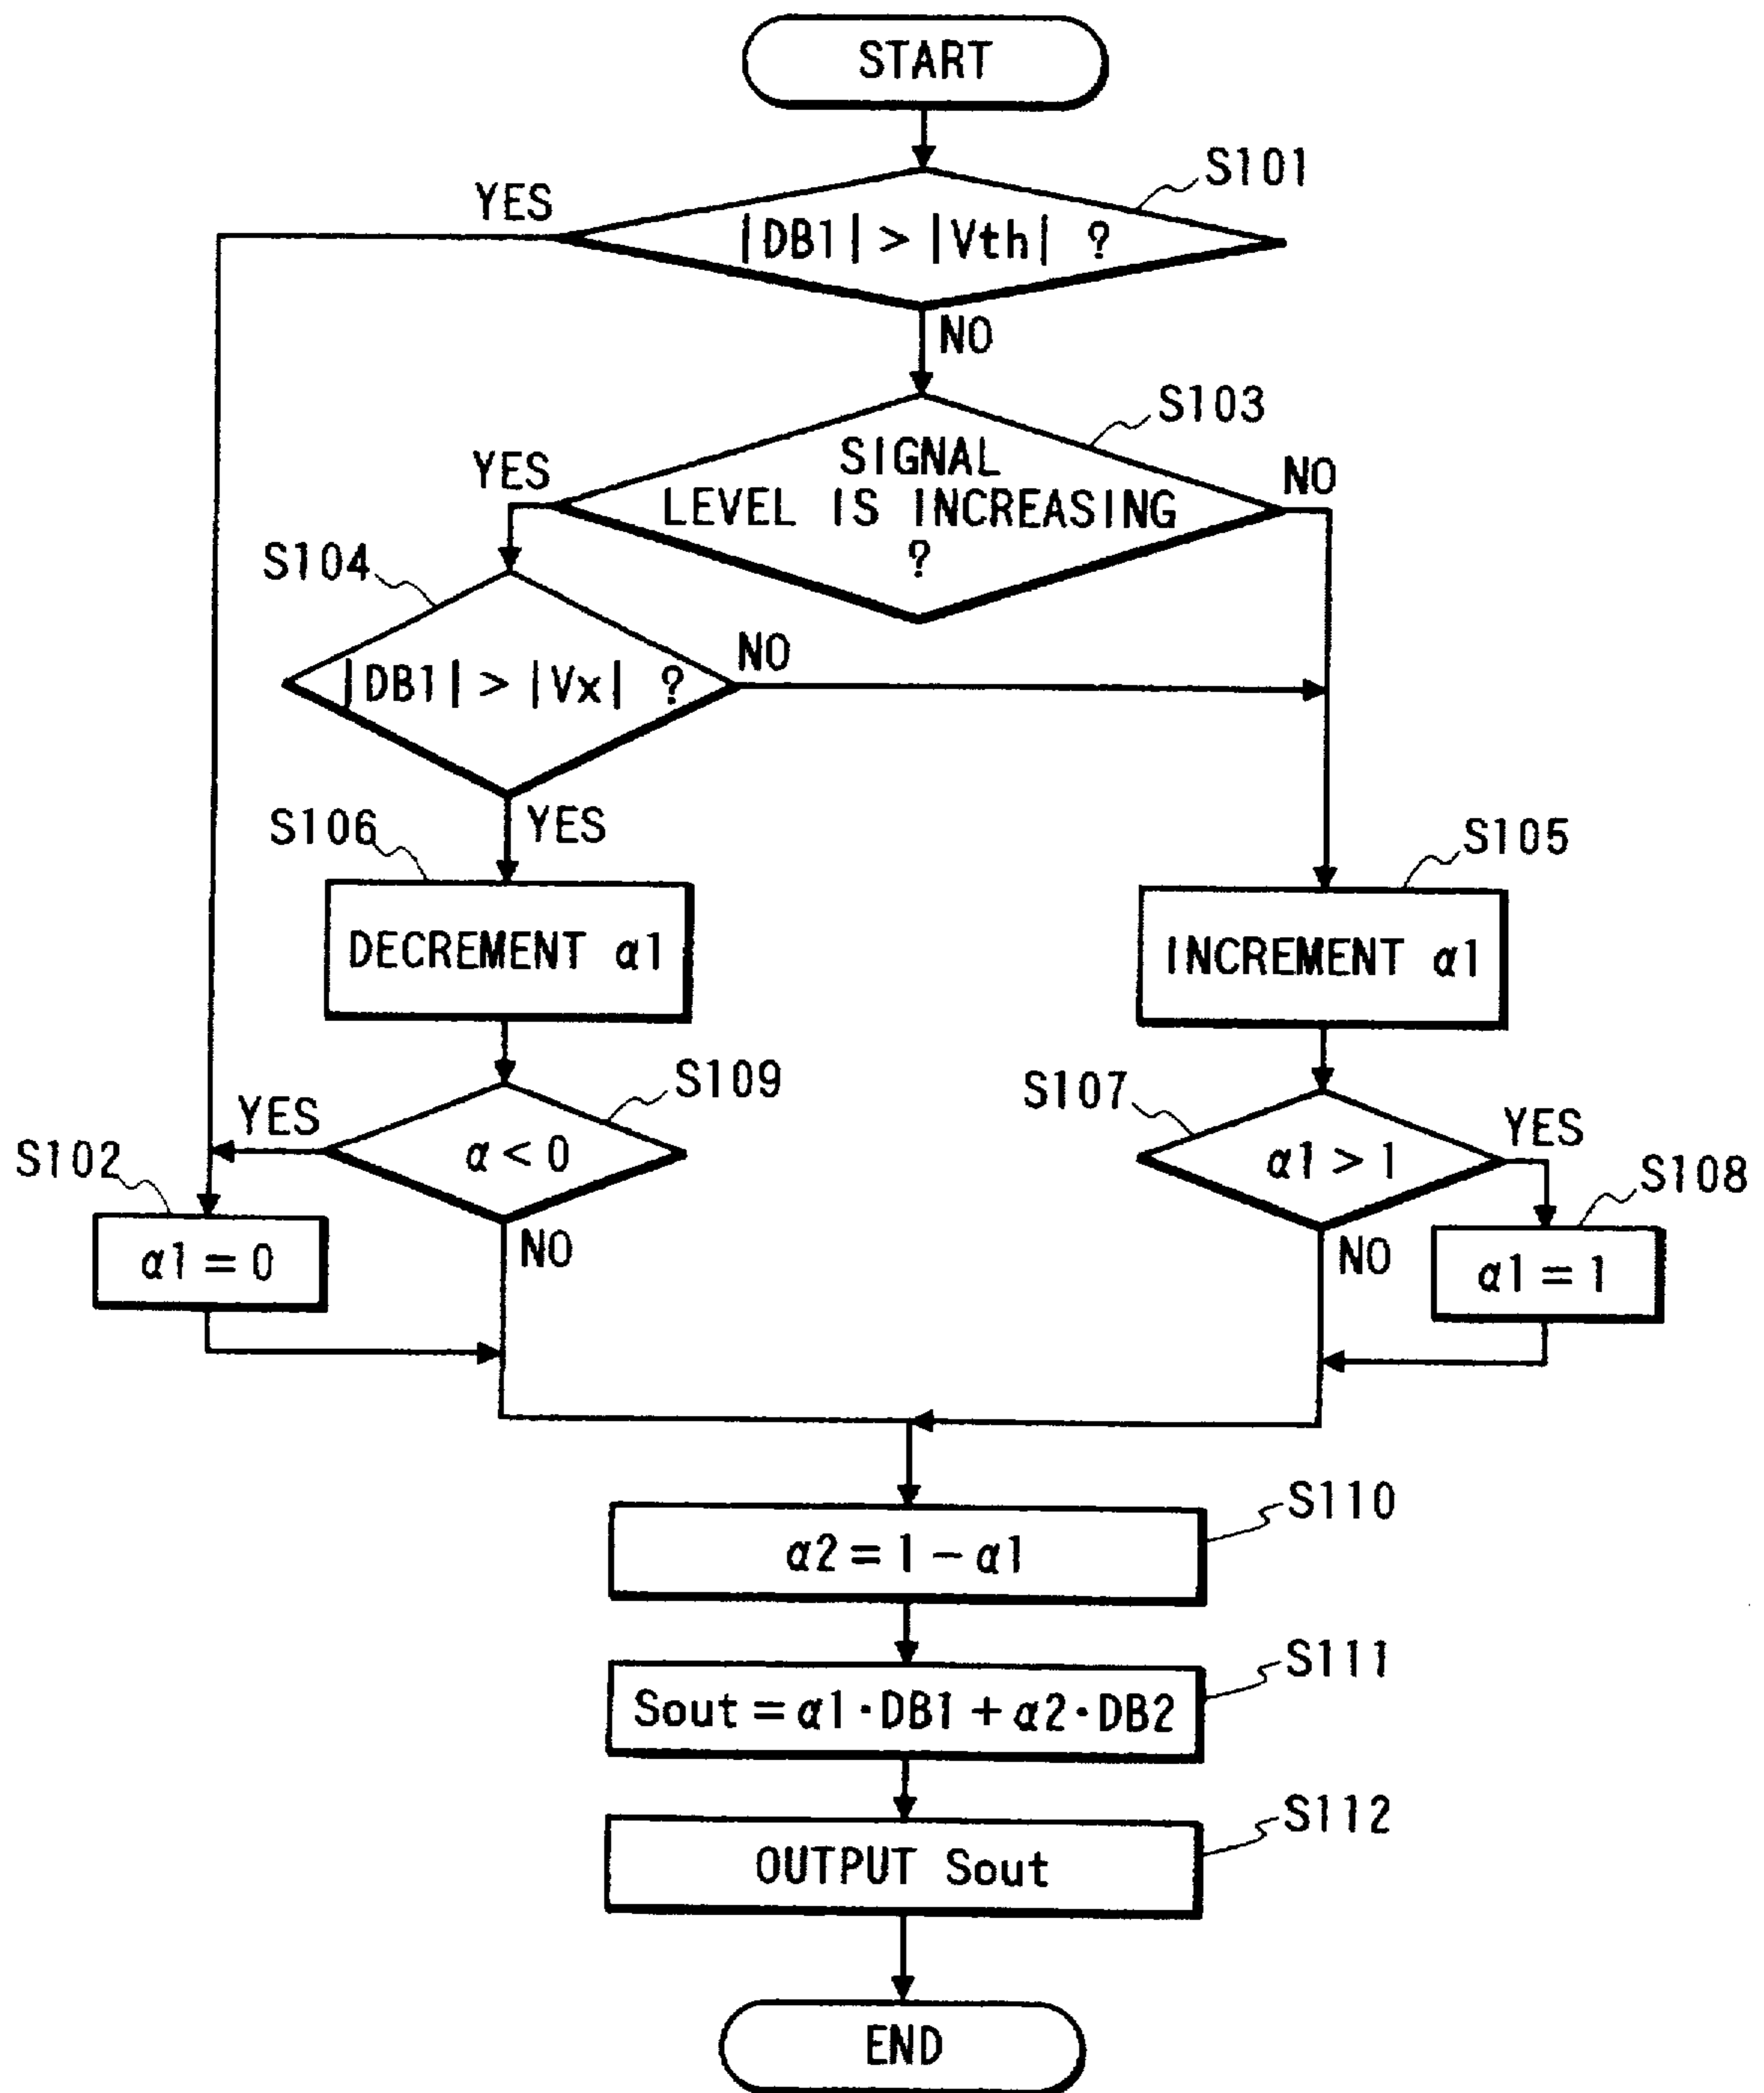 START
S101
YES
|DB1| > |Vth| ?
NO
S103
YES
SIGNAL
LEVEL IS INCREASING
?
NO
S104
|DB1| > |Vx| ?
NO
YES
S106
DECREMENT α1
S105
INCREMENT α1
S109
YES
α < 0
NO
S102
α1 = 0
S107
α1 > 1
YES
NO
S108
α1 = 1
S110
α2 = 1 − α1
S111
Sout = α1・DB1 + α2・DB2
S112
OUTPUT Sout
END